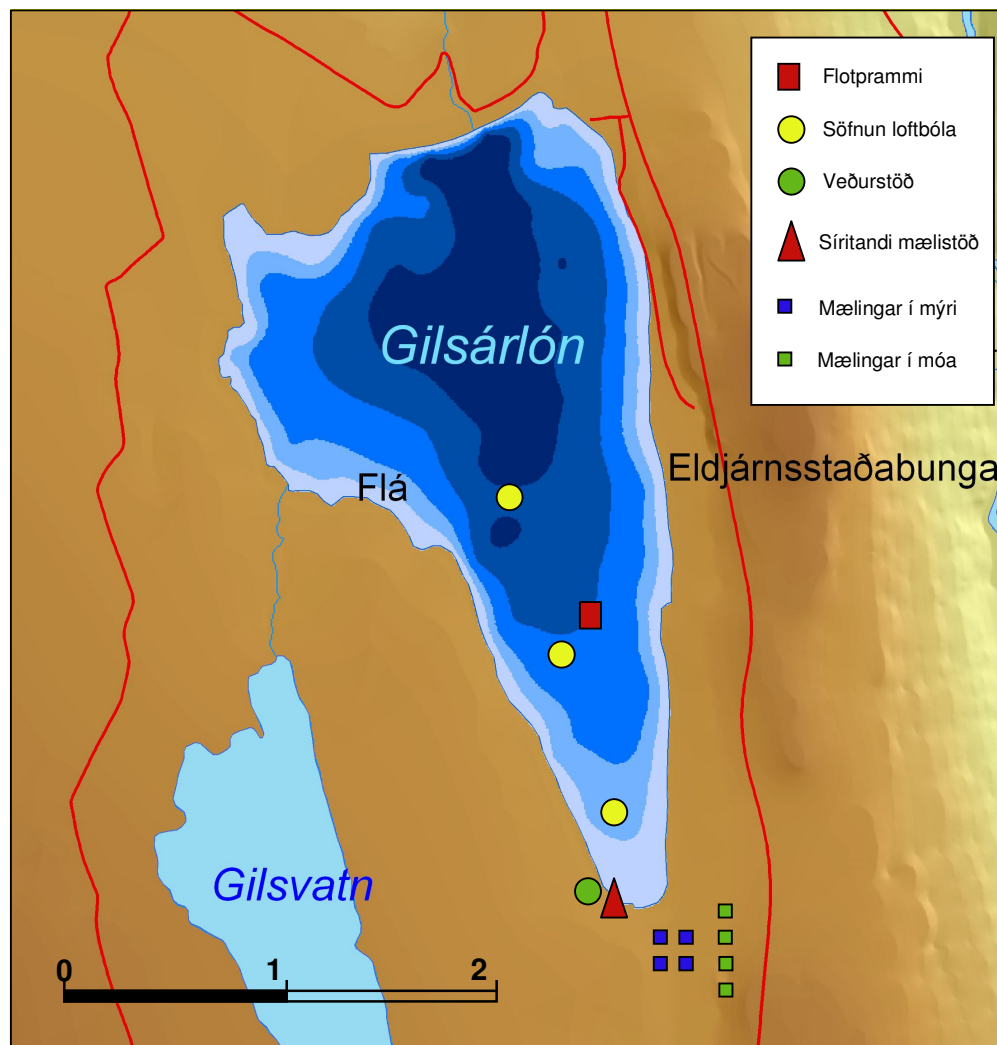 Flotprammi
Söfnun loftbóla
Veðurstöð
Síritandi mælistöð
Mælingar í mýri
Mælingar í móa
Gilsárlón
Eldjárnsstaðabunga
Flá
Gilsvatn
0 1 2